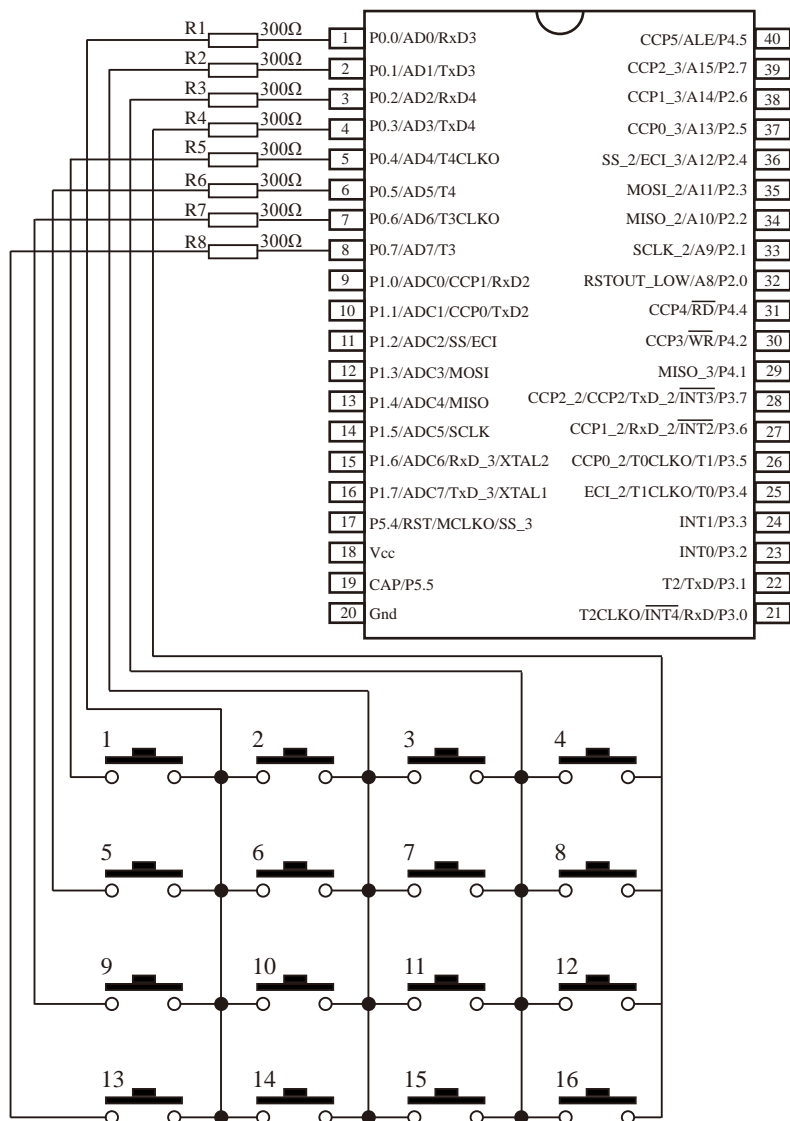 R1 300Ω 1 P0.0/AD0/RxD3 CCP5/ALE/P4.5 40
R2 300Ω 2 P0.1/AD1/TxD3 CCP2_3/A15/P2.7 39
R3 300Ω 3 P0.2/AD2/RxD4 CCP1_3/A14/P2.6 38
R4 300Ω 4 P0.3/AD3/TxD4 CCP0_3/A13/P2.5 37
R5 300Ω 5 P0.4/AD4/T4CLKO SS_2/ECI_3/A12/P2.4 36
R6 300Ω 6 P0.5/AD5/T4 MOSI_2/A11/P2.3 35
R7 300Ω 7 P0.6/AD6/T3CLKO MISO_2/A10/P2.2 34
R8 300Ω 8 P0.7/AD7/T3 SCLK_2/A9/P2.1 33
9 P1.0/ADC0/CCP1/RxD2 RSTOUT_LOW/A8/P2.0 32
10 P1.1/ADC1/CCP0/TxD2 CCP4/RD/P4.4 31
11 P1.2/ADC2/SS/ECI CCP3/WR/P4.2 30
12 P1.3/ADC3/MOSI MISO_3/P4.1 29
13 P1.4/ADC4/MISO CCP2_2/CCP2/TxD_2/INT3/P3.7 28
14 P1.5/ADC5/SCLK CCP1_2/RxD_2/INT2/P3.6 27
15 P1.6/ADC6/RxD_3/XTAL2 CCP0_2/T0CLKO/T1/P3.5 26
16 P1.7/ADC7/TxD_3/XTAL1 ECI_2/T1CLKO/T0/P3.4 25
17 P5.4/RST/MCLKO/SS_3 INT1/P3.3 24
18 Vcc INT0/P3.2 23
19 CAP/P5.5 T2/TxD/P3.1 22
20 Gnd T2CLKO/INT4/RxD/P3.0 21
1 2 3 4
5 6 7 8
9 10 11 12
13 14 15 16